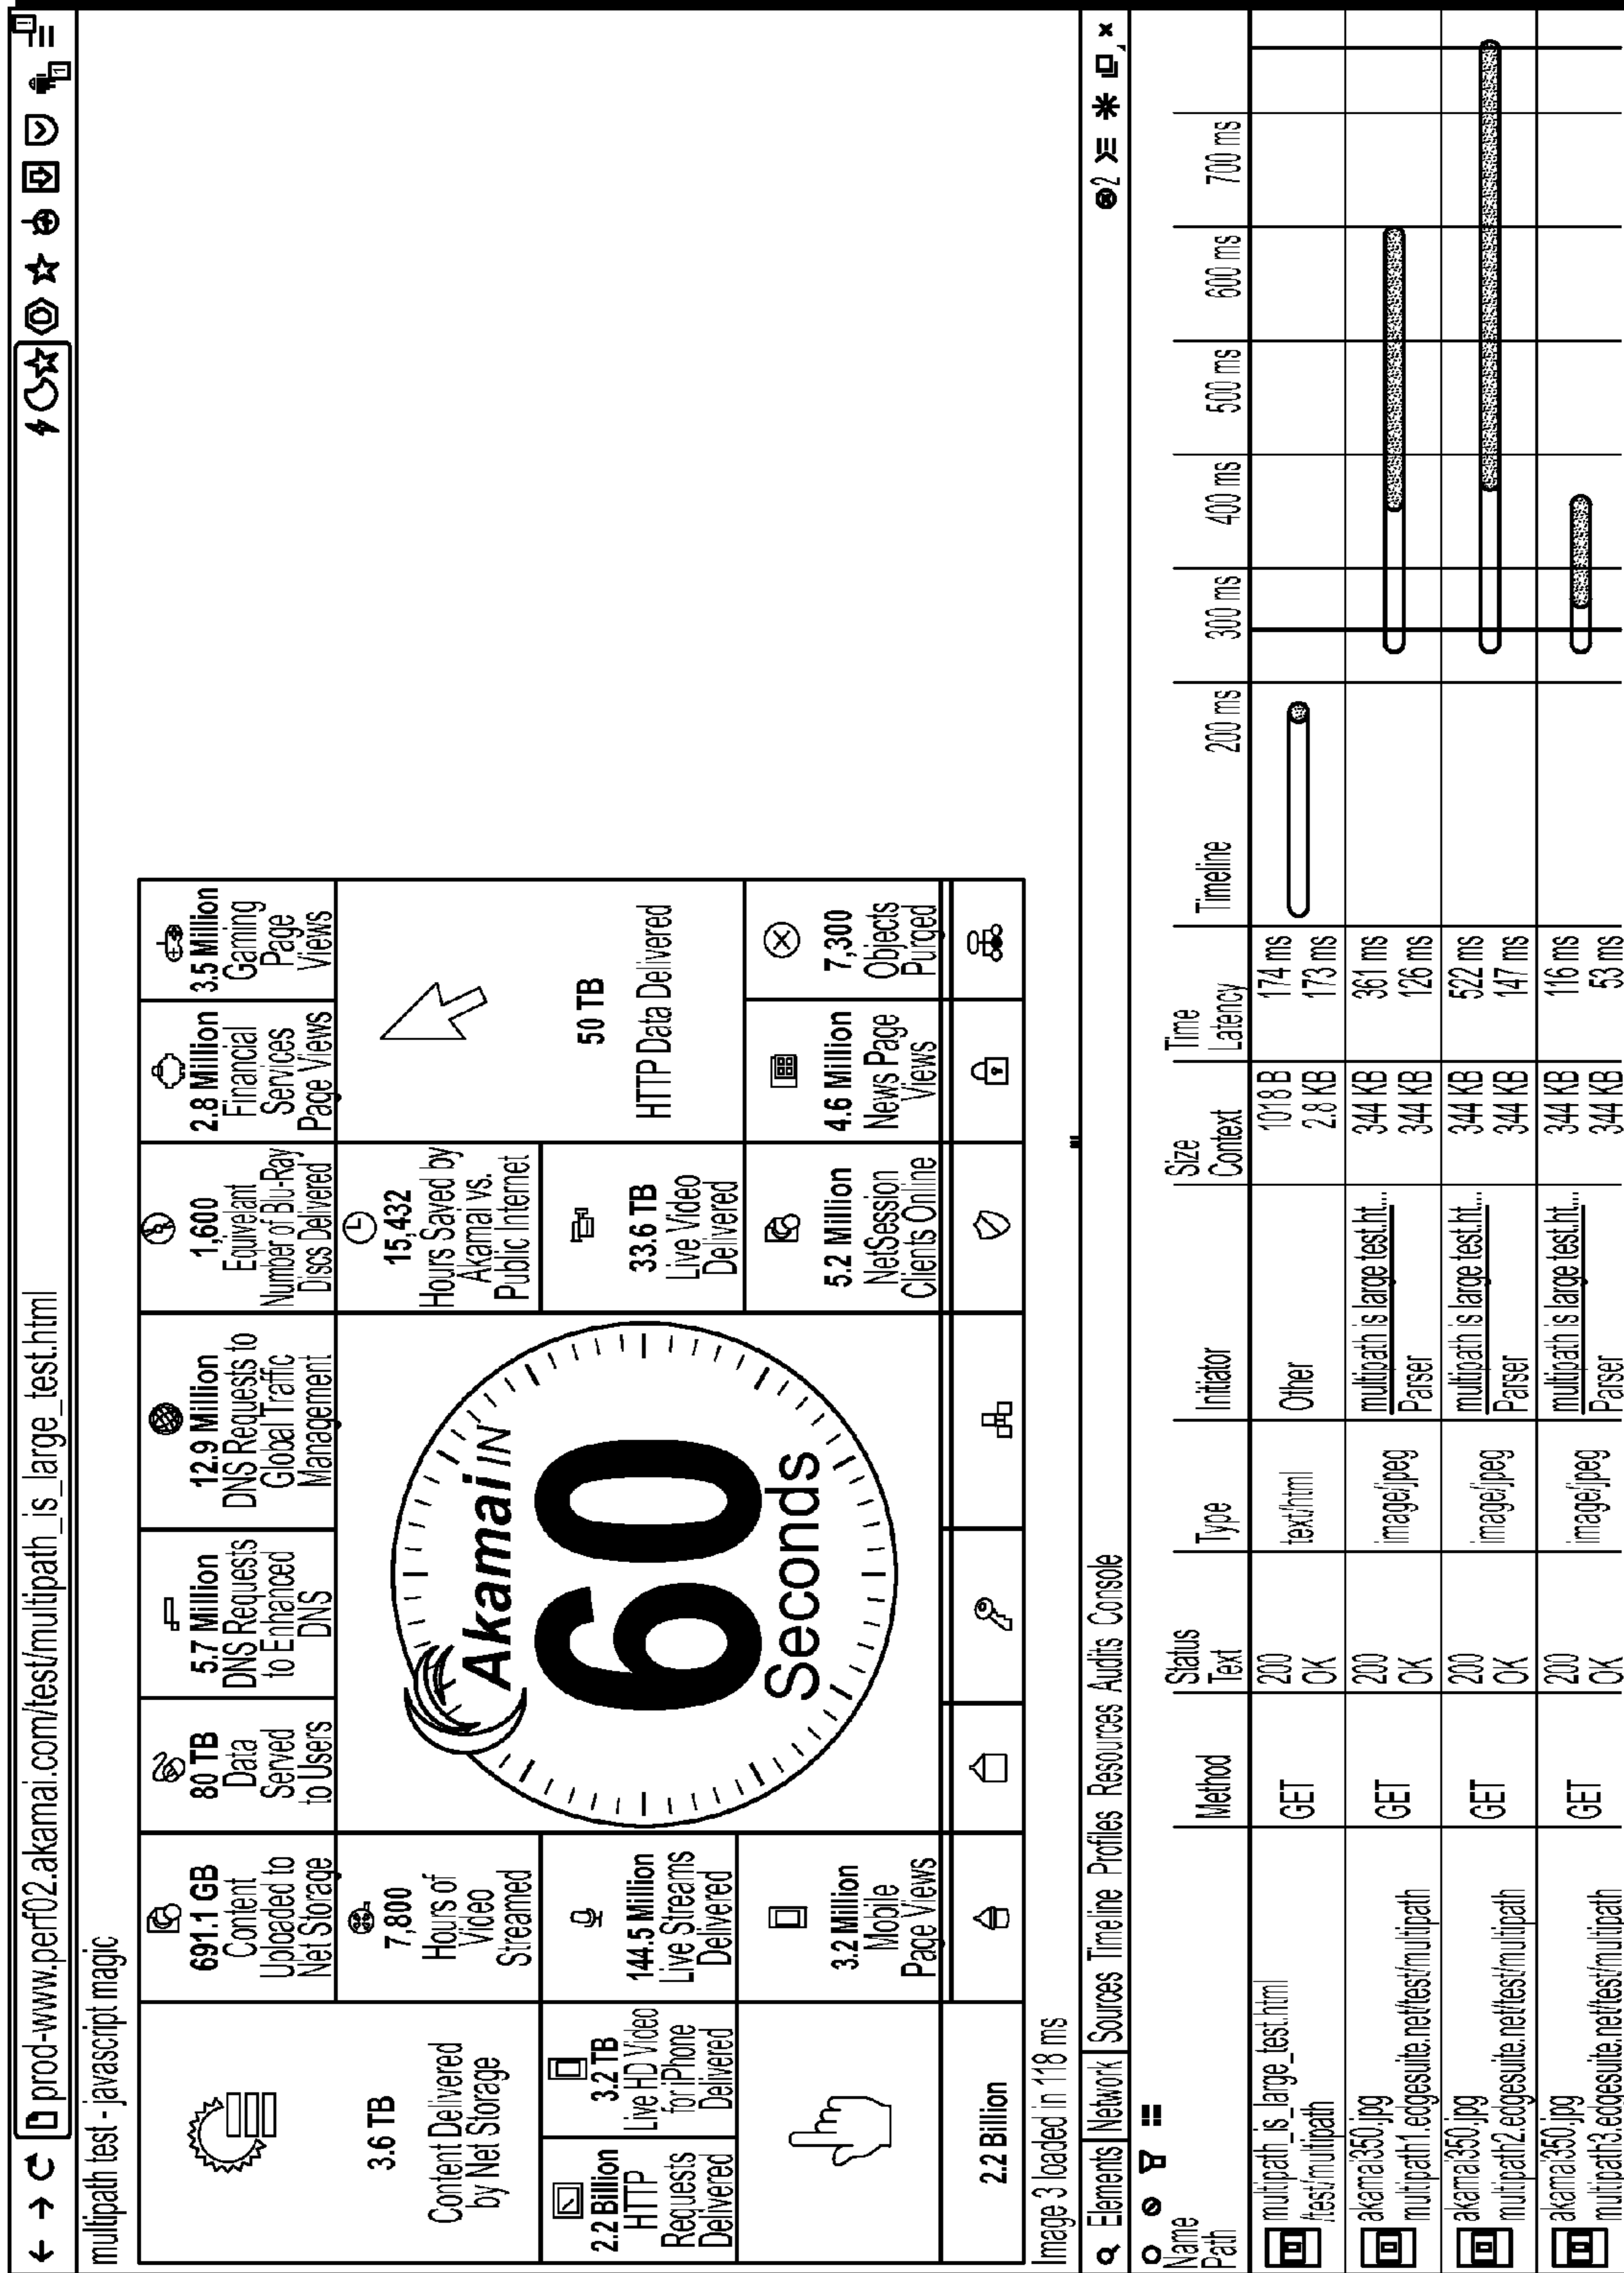 prod-www.perf02.akamai.com/test/multipath_is_large_test.html
multipath test - javascript magic
3.6 TB
Content Delivered
by Net Storage
691.1 GB
Content
Uploaded to
Net Storage
80 TB
Data
Served
to Users
5.7 Million
DNS Requests
to Enhanced
DNS
12.9 Million
DNS Requests to
Global Traffic
Management
1,600
Equivelant
Number of Blu-Ray
Discs Delivered
2.8 Million
Financial
Services
Page Views
3.5 Million
Gaming
Page
Views
7,800
Hours of
Video
Streamed
Akamai IN
60
Seconds
15,432
Hours Saved by
Akamai vs.
Public Internet
50 TB
HTTP Data Delivered
2.2 Billion
HTTP
Requests
Delivered
3.2 TB
Live HD Video
for iPhone
Delivered
144.5 Million
Live Streams
Delivered
33.6 TB
Live Video
Delivered
3.2 Million
Mobile
Page Views
5.2 Million
NetSession
Clients Online
4.6 Million
News Page
Views
7,300
Objects
Purged
2.2 Billion
Image 3 loaded in 118 ms
Elements Network Sources Timeline Profiles Resources Audits Console
2
Name
Path
Method
Status
Text
Type
Initiator
Size
Context
Time
Latency
Timeline
200 ms 300 ms 400 ms 500 ms 600 ms 700 ms
multipath_is_large_test.html
/test/multipath
GET
200
OK
text/html
Other
1018 B
2.8 KB
174 ms
173 ms
akamai350.jpg
multipath1.edgesuite.net/test/multipath
GET
200
OK
image/jpeg
multipath is large test.ht...
Parser
344 KB
344 KB
361 ms
126 ms
akamai350.jpg
multipath2.edgesuite.net/test/multipath
GET
200
OK
image/jpeg
multipath is large test.ht...
Parser
344 KB
344 KB
522 ms
147 ms
akamai350.jpg
multipath3.edgesuite.net/test/multipath
GET
200
OK
image/jpeg
multipath is large test.ht...
Parser
344 KB
344 KB
116 ms
53 ms